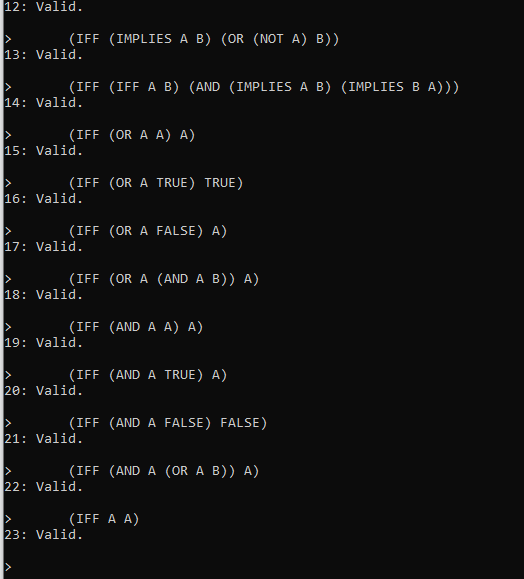 12: Valid.
> (IFF (IMPLIES A B) (OR (NOT A) B))
13: Valid.
> (IFF (IFF A B) (AND (IMPLIES A B) (IMPLIES B A)))
14: Valid.
> (IFF (OR A A) A)
15: Valid.
> (IFF (OR A TRUE) TRUE)
16: Valid.
> (IFF (OR A FALSE) A)
17: Valid.
> (IFF (OR A (AND A B)) A)
18: Valid.
> (IFF (AND A A) A)
19: Valid.
> (IFF (AND A TRUE) A)
20: Valid.
> (IFF (AND A FALSE) FALSE)
21: Valid.
> (IFF (AND A (OR A B)) A)
22: Valid.
> (IFF A A)
23: Valid.
>